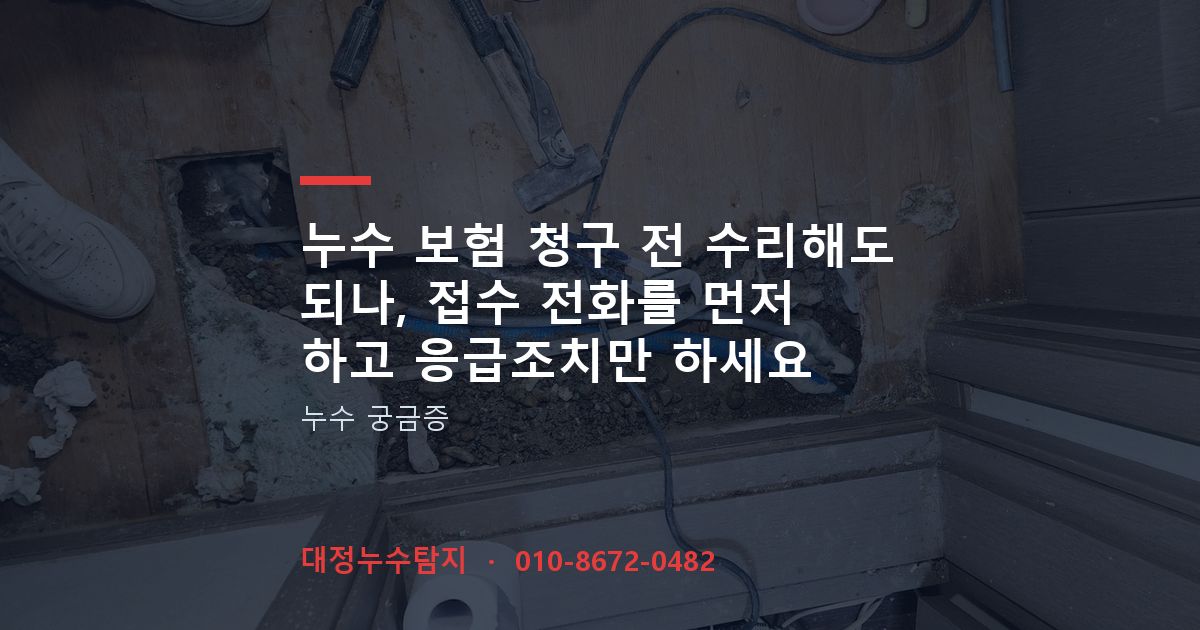 누수 보험 청구 전 수리해도
되나, 접수 전화를 먼저
하고 응급조치만 하세요
누수 궁금증
대정누수탐지 · 010-8672-0482